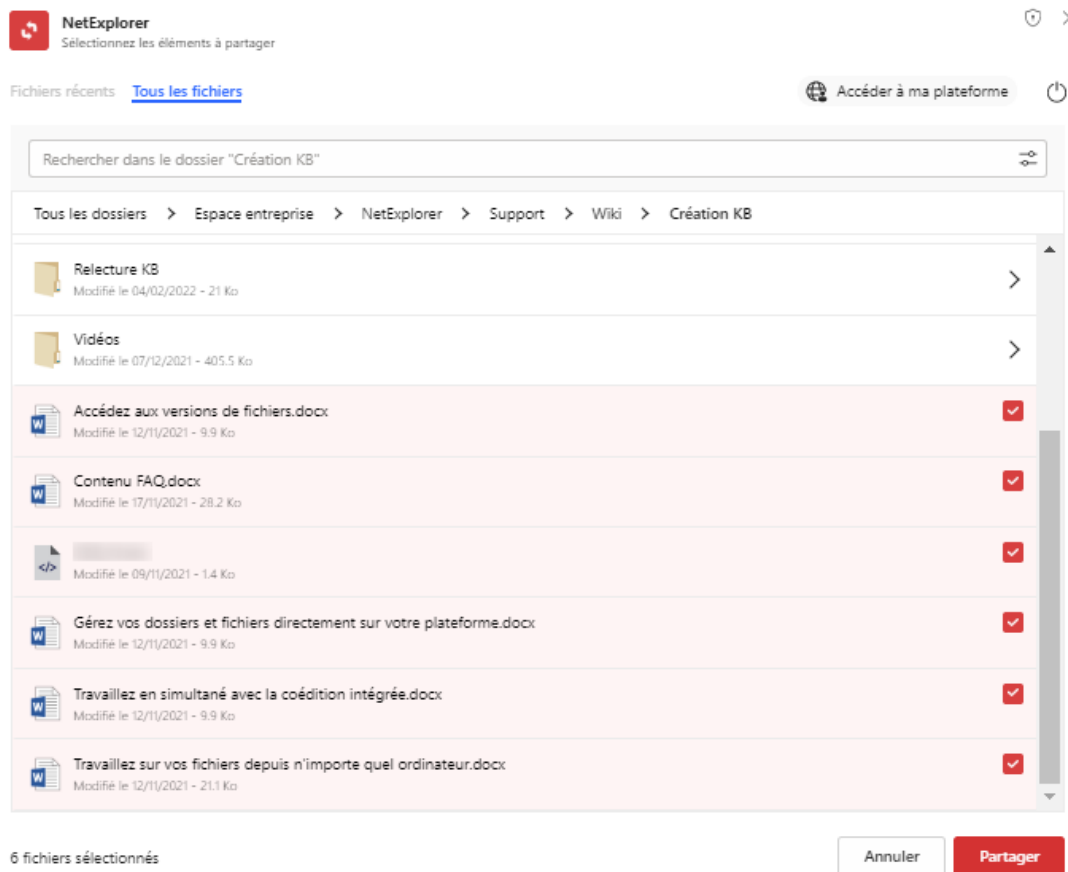 NetExplorer
Sélectionnez les éléments à partager
Fichiers récents Tous les fichiers Accéder à ma plateforme
Rechercher dans le dossier "Création KB"
Tous les dossiers > Espace entreprise > NetExplorer > Support > Wiki > Création KB
Relecture KB
Modifié le 04/02/2022 - 21 Ko
Vidéos
Modifié le 07/12/2021 - 405.5 Ko
Accédez aux versions de fichiers.docx
Modifié le 12/11/2021 - 9.9 Ko
Contenu FAQ.docx
Modifié le 17/11/2021 - 28.2 Ko
Modifié le 09/11/2021 - 1.4 Ko
Gérez vos dossiers et fichiers directement sur votre plateforme.docx
Modifié le 12/11/2021 - 9.9 Ko
Travaillez en simultané avec la coédition intégrée.docx
Modifié le 12/11/2021 - 9.9 Ko
Travaillez sur vos fichiers depuis n'importe quel ordinateur.docx
Modifié le 12/11/2021 - 21.1 Ko
6 fichiers sélectionnés Annuler Partager